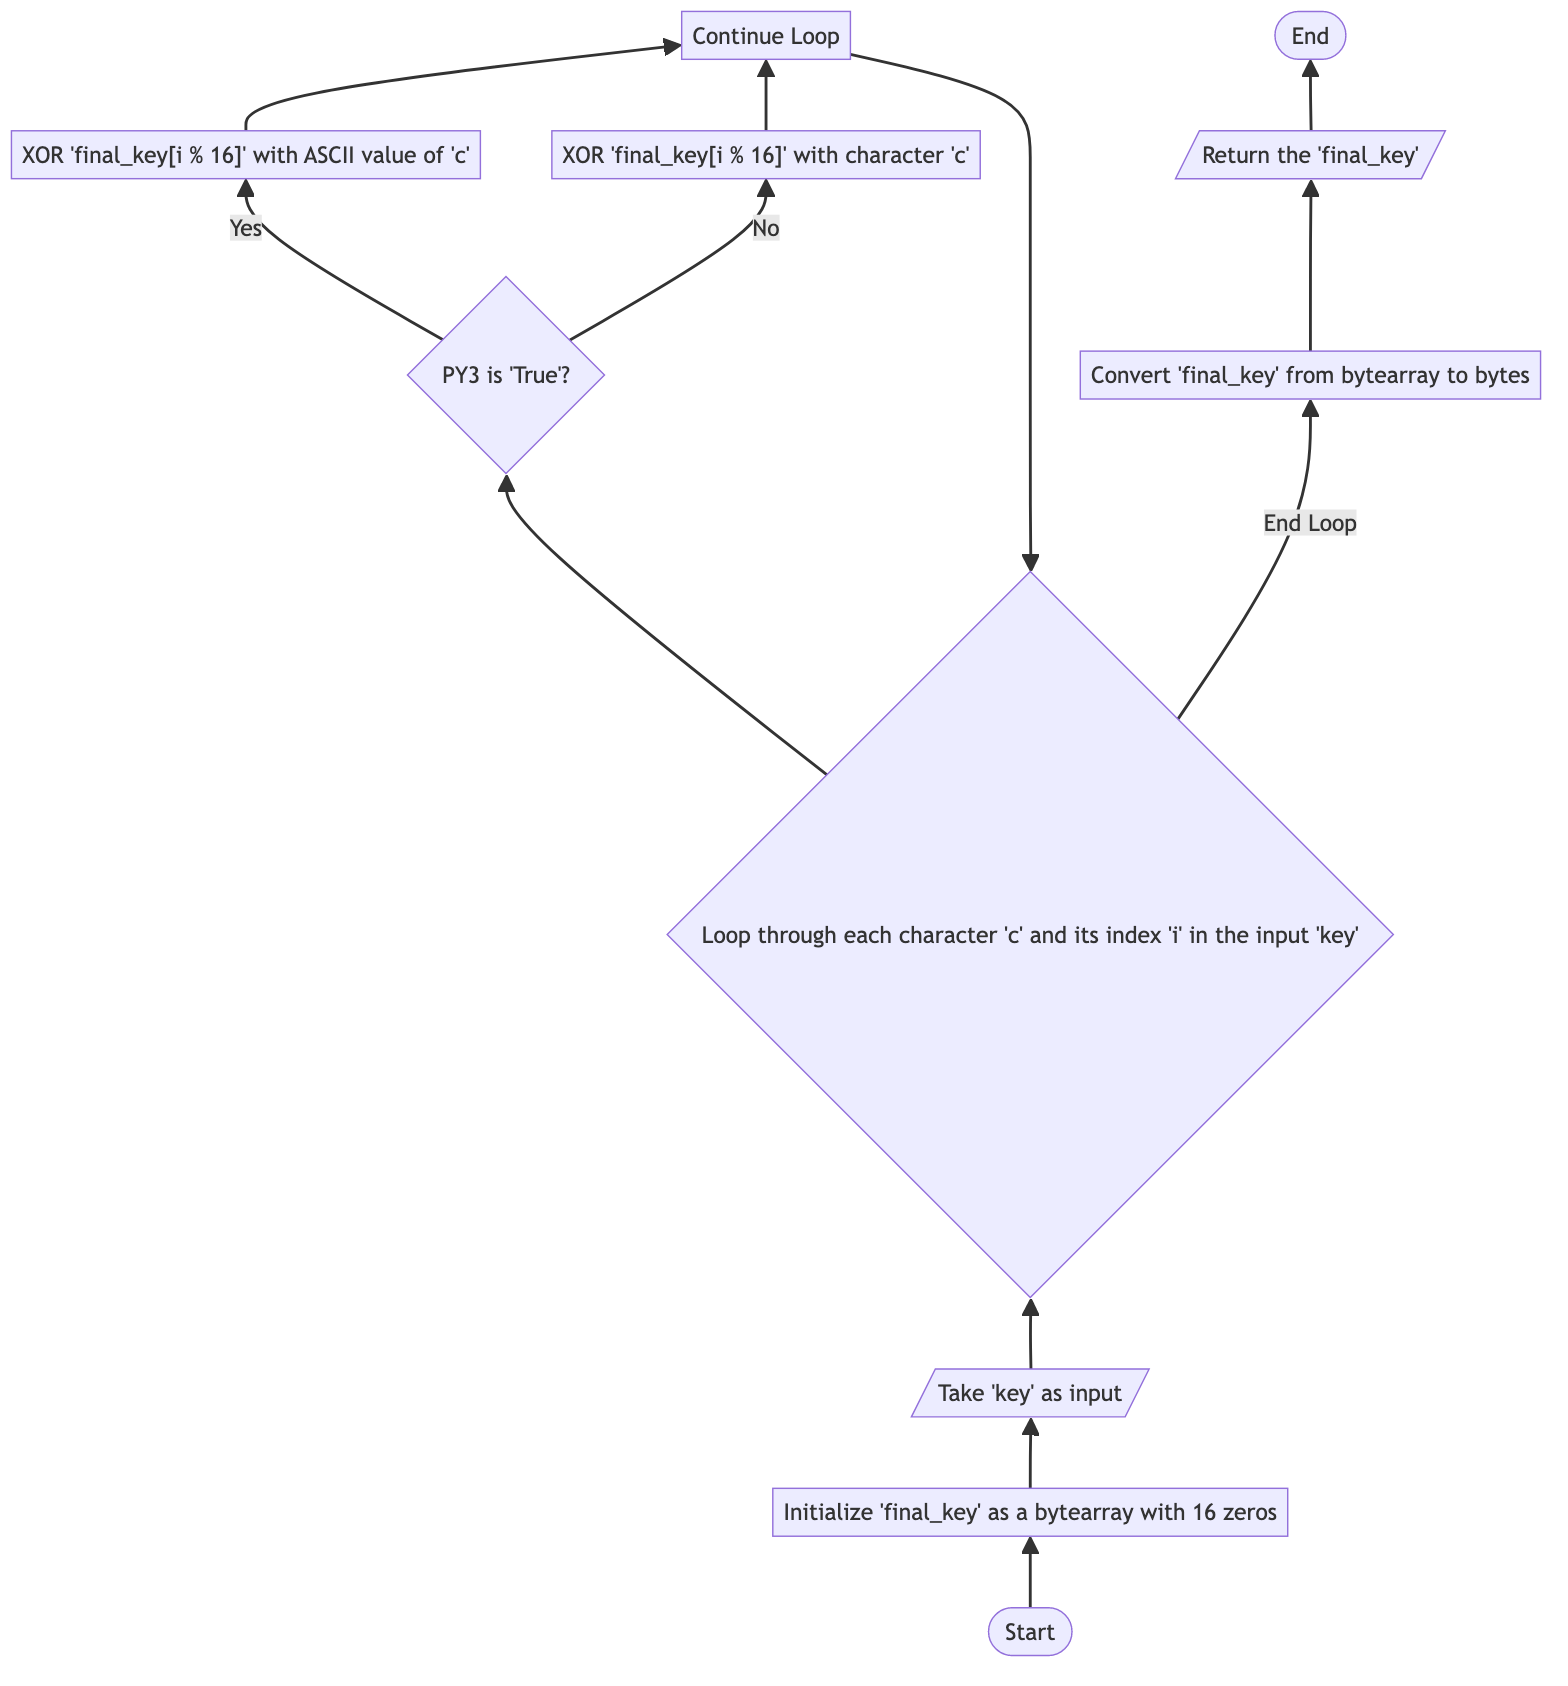 Continue Loop
End
XOR 'final_key[i % 16]' with ASCII value of 'c'
XOR 'final_key[i % 16]' with character 'c'
Return the 'final_key'
Yes
No
PY3 is 'True'?
Convert 'final_key' from bytearray to bytes
End Loop
Loop through each character 'c' and its index 'i' in the input 'key'
Take 'key' as input
Initialize 'final_key' as a bytearray with 16 zeros
Start